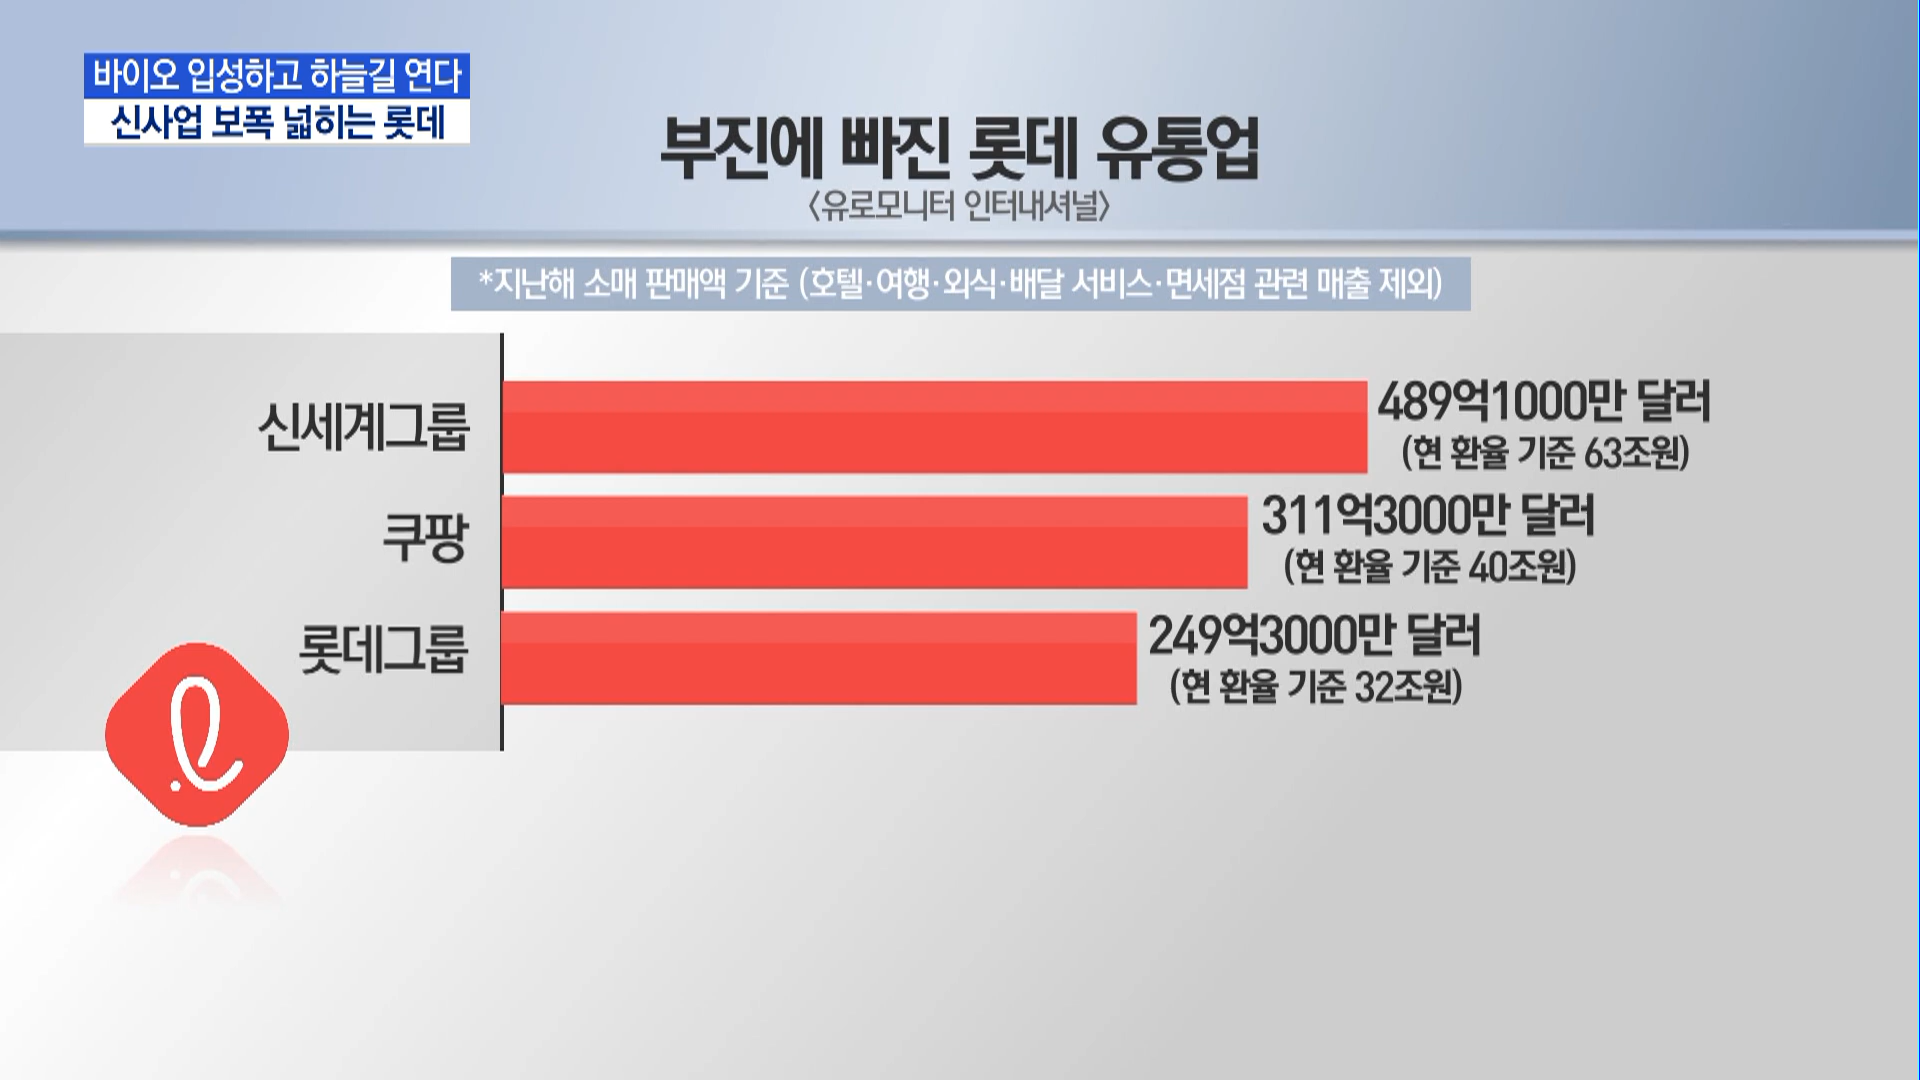 바이오 입성하고 하늘길 연다
신사업 보폭 넓히는 롯데
부진에 빠진 롯데 유통업
<유로모니터 인터내셔널>
*지난해 소매 판매액 기준 (호텔·여행·외식·배달 서비스·면세점 관련 매출 제외)
신세계그룹
489억1000만 달러
(현 환율 기준 63조원)
쿠팡
311억3000만 달러
(현 환율 기준 40조원)
롯데그룹
249억3000만 달러
(현 환율 기준 32조원)